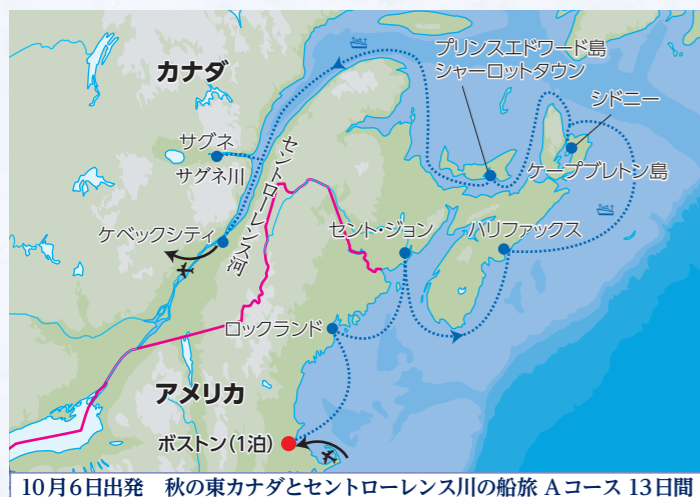 カナダ
プリンスエドワード島
シャーロットタウン
シドニー
サグネ
サグネ川
セントローレンス河
ケープブレトン島
ケベックシティ
セント・ジョン
ハリファックス
ロックランド
アメリカ
ボストン(1泊)
10月6日出発 秋の東カナダとセントローレンス川の船旅 Aコース 13日間